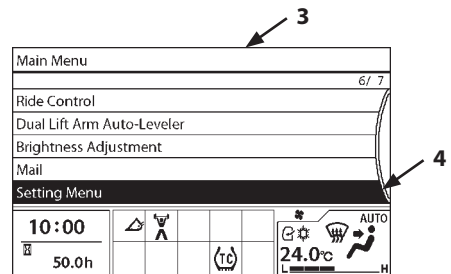 3
Main Menu
6/ 7
Ride Control
Dual Lift Arm Auto-Leveler
Brightness Adjustment
Mail
4
Setting Menu
10:00
AUTO
50.0h
(TC)
24.0℃
L H